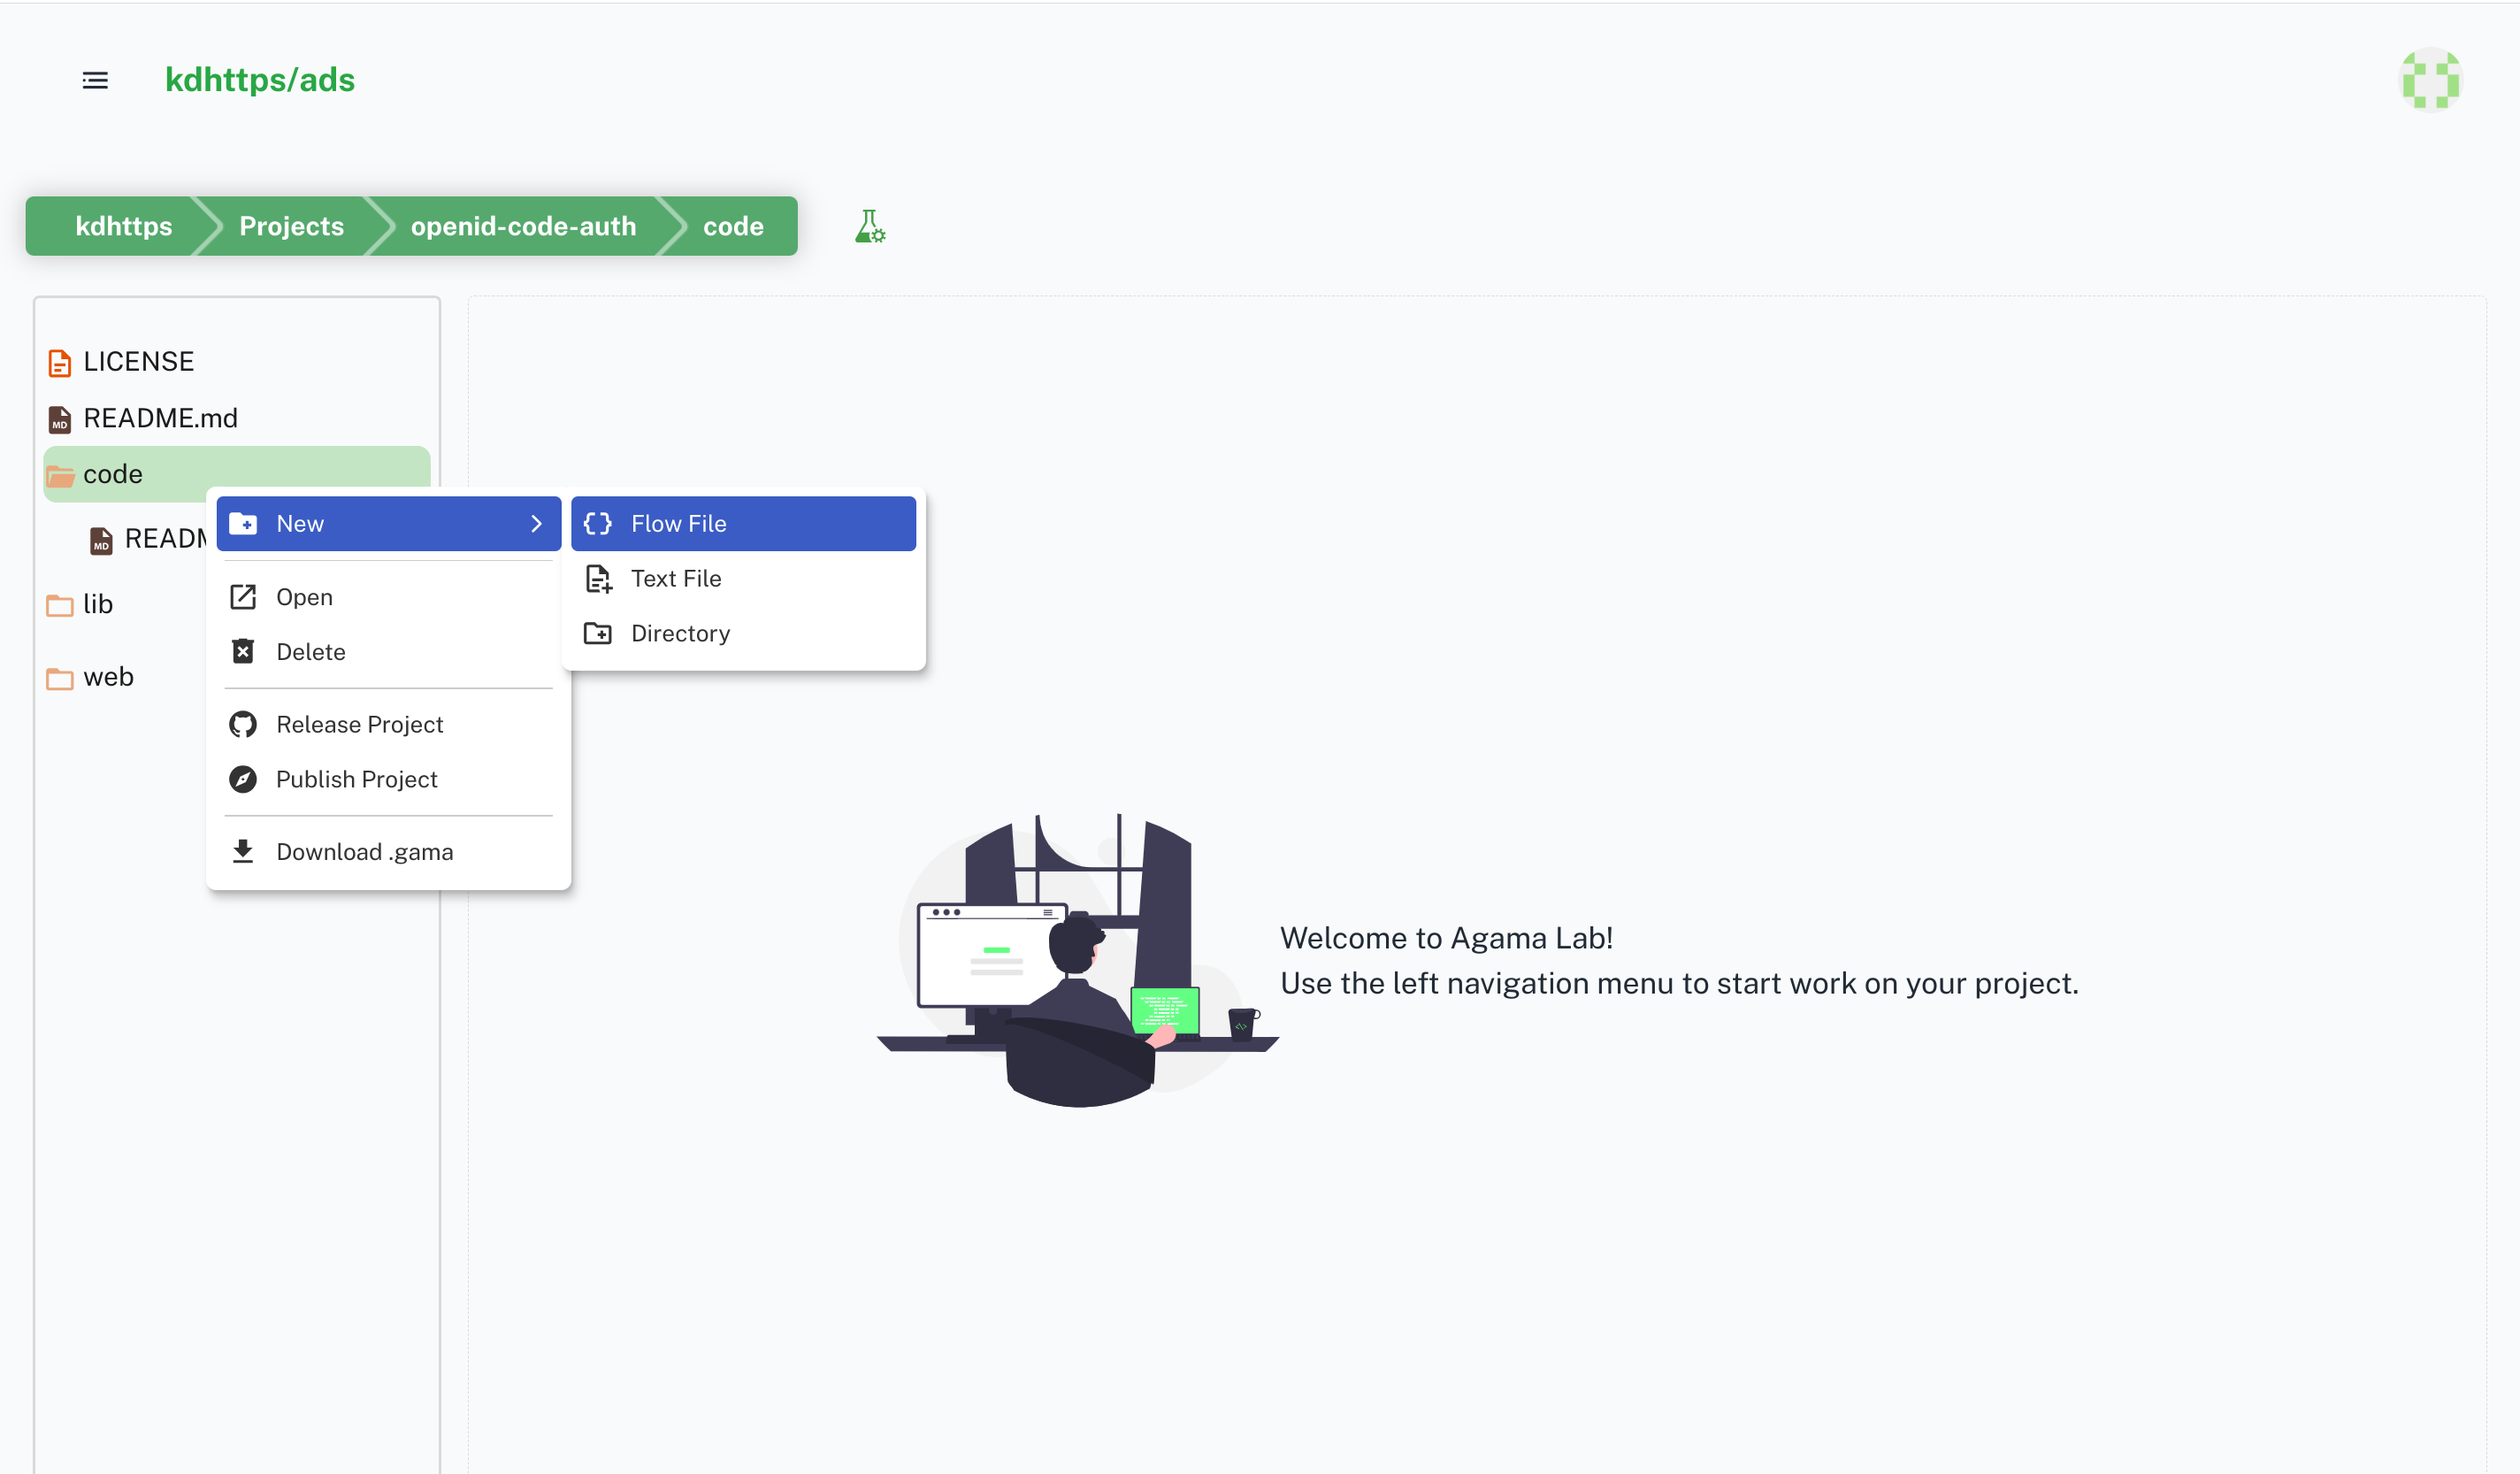 kdhttps/ads
kdhttps Projects openid-code-auth code
LICENSE
README.md
code
READM
lib
web
New
Open
Delete
Release Project
Publish Project
Download .gama
Flow File
Text File
Directory
Welcome to Agama Lab!
Use the left navigation menu to start work on your project.